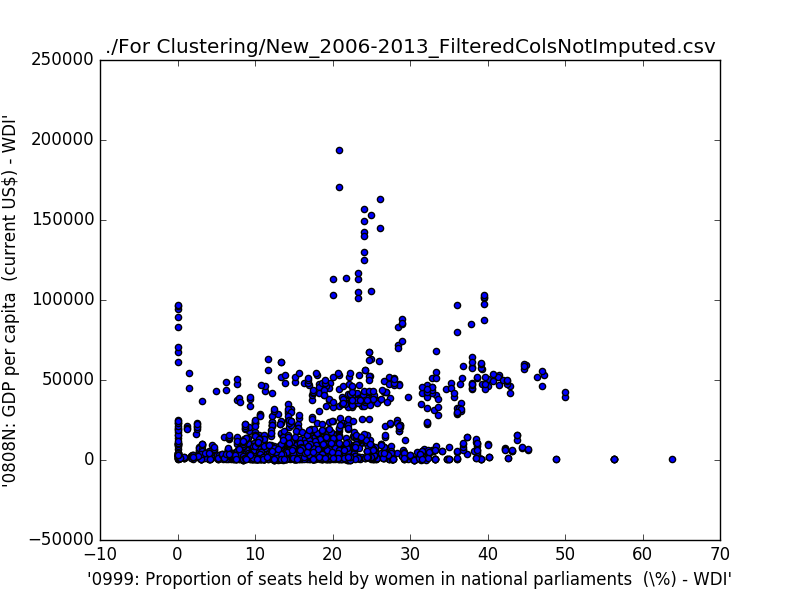 ./For Clustering/New_2006-2013_FilteredColsNotImputed.csv
250000
200000
150000
100000
50000
0
−50000
'0808N: GDP per capita  (current US$) - WDI'
−10 0 10 20 30 40 50 60 70
'0999: Proportion of seats held by women in national parliaments  (\%) - WDI'